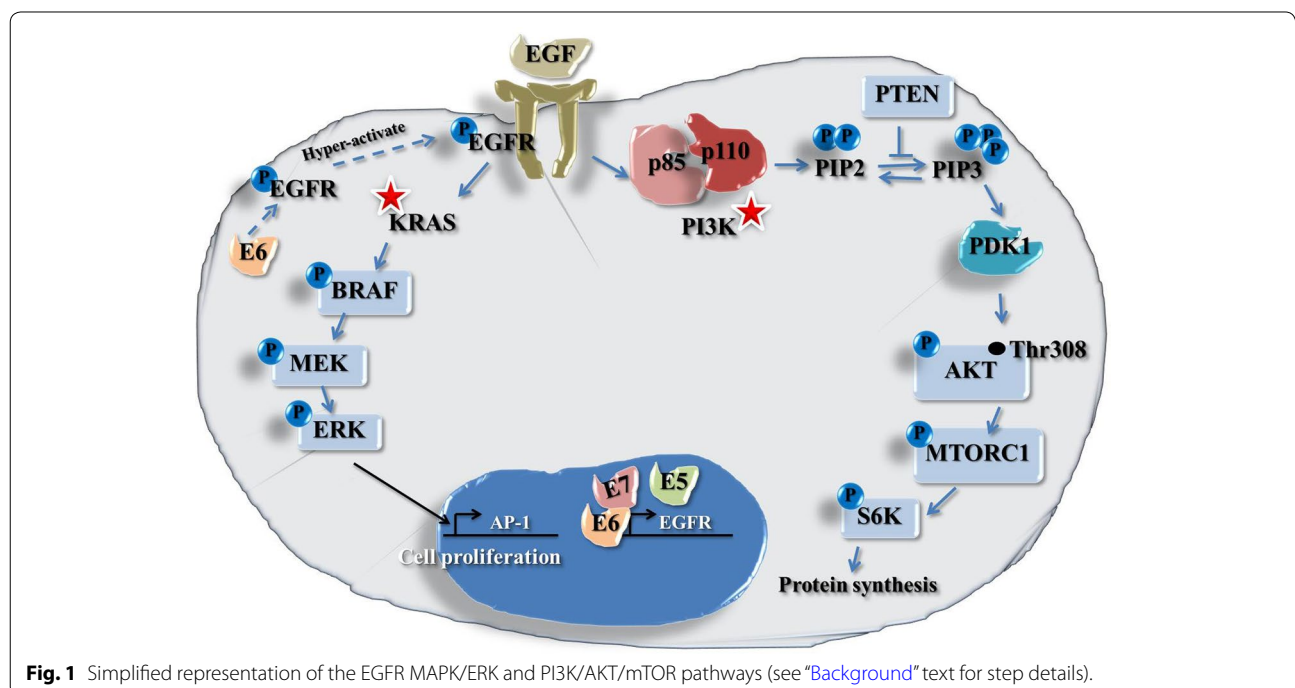 EGF
PTEN
Hyper-activate
P
EGFR
p85
p110
P P
PIP2
P P
P
PIP3
P
EGFR
KRAS
PI3K
E6
PDK1
P
BRAF
Thr308
P
MEK
P
AKT
P
ERK
P
MTORC1
E7
E5
P
S6K
AP-1
E6
EGFR
Cell proliferation
Protein synthesis
Fig. 1 Simplified representation of the EGFR MAPK/ERK and PI3K/AKT/mTOR pathways (see “Background” text for step details).